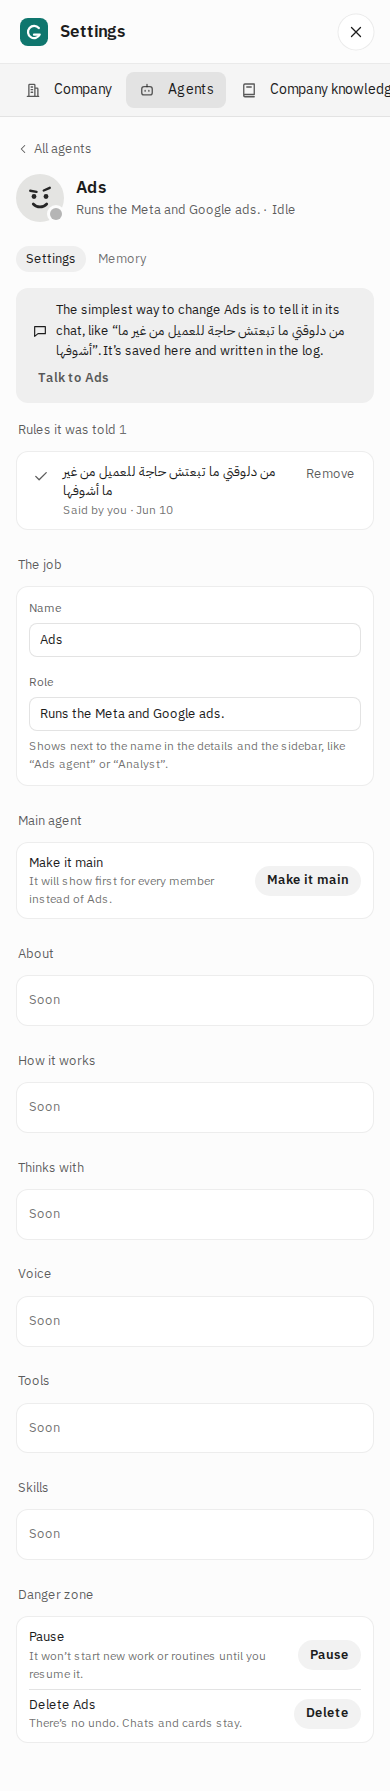 Settings
Company
Agents
Company knowledg
All agents
Ads
Runs the Meta and Google ads. · Idle
Settings
Memory
The simplest way to change Ads is to tell it in its
chat, like “من دلوقتي ما تبعتش حاجة للعميل من غير ما
أشوفها”. It’s saved here and written in the log.
Talk to Ads
Rules it was told 1
من دلوقتي ما تبعتش حاجة للعميل من غير
ما أشوفها
Remove
Said by you · Jun 10
The job
Name
Ads
Role
Runs the Meta and Google ads.
Shows next to the name in the details and the sidebar, like
“Ads agent” or “Analyst”.
Main agent
Make it main
It will show first for every member
instead of Ads.
Make it main
About
Soon
How it works
Soon
Thinks with
Soon
Voice
Soon
Tools
Soon
Skills
Soon
Danger zone
Pause
It won’t start new work or routines until you
resume it.
Pause
Delete Ads
There’s no undo. Chats and cards stay.
Delete